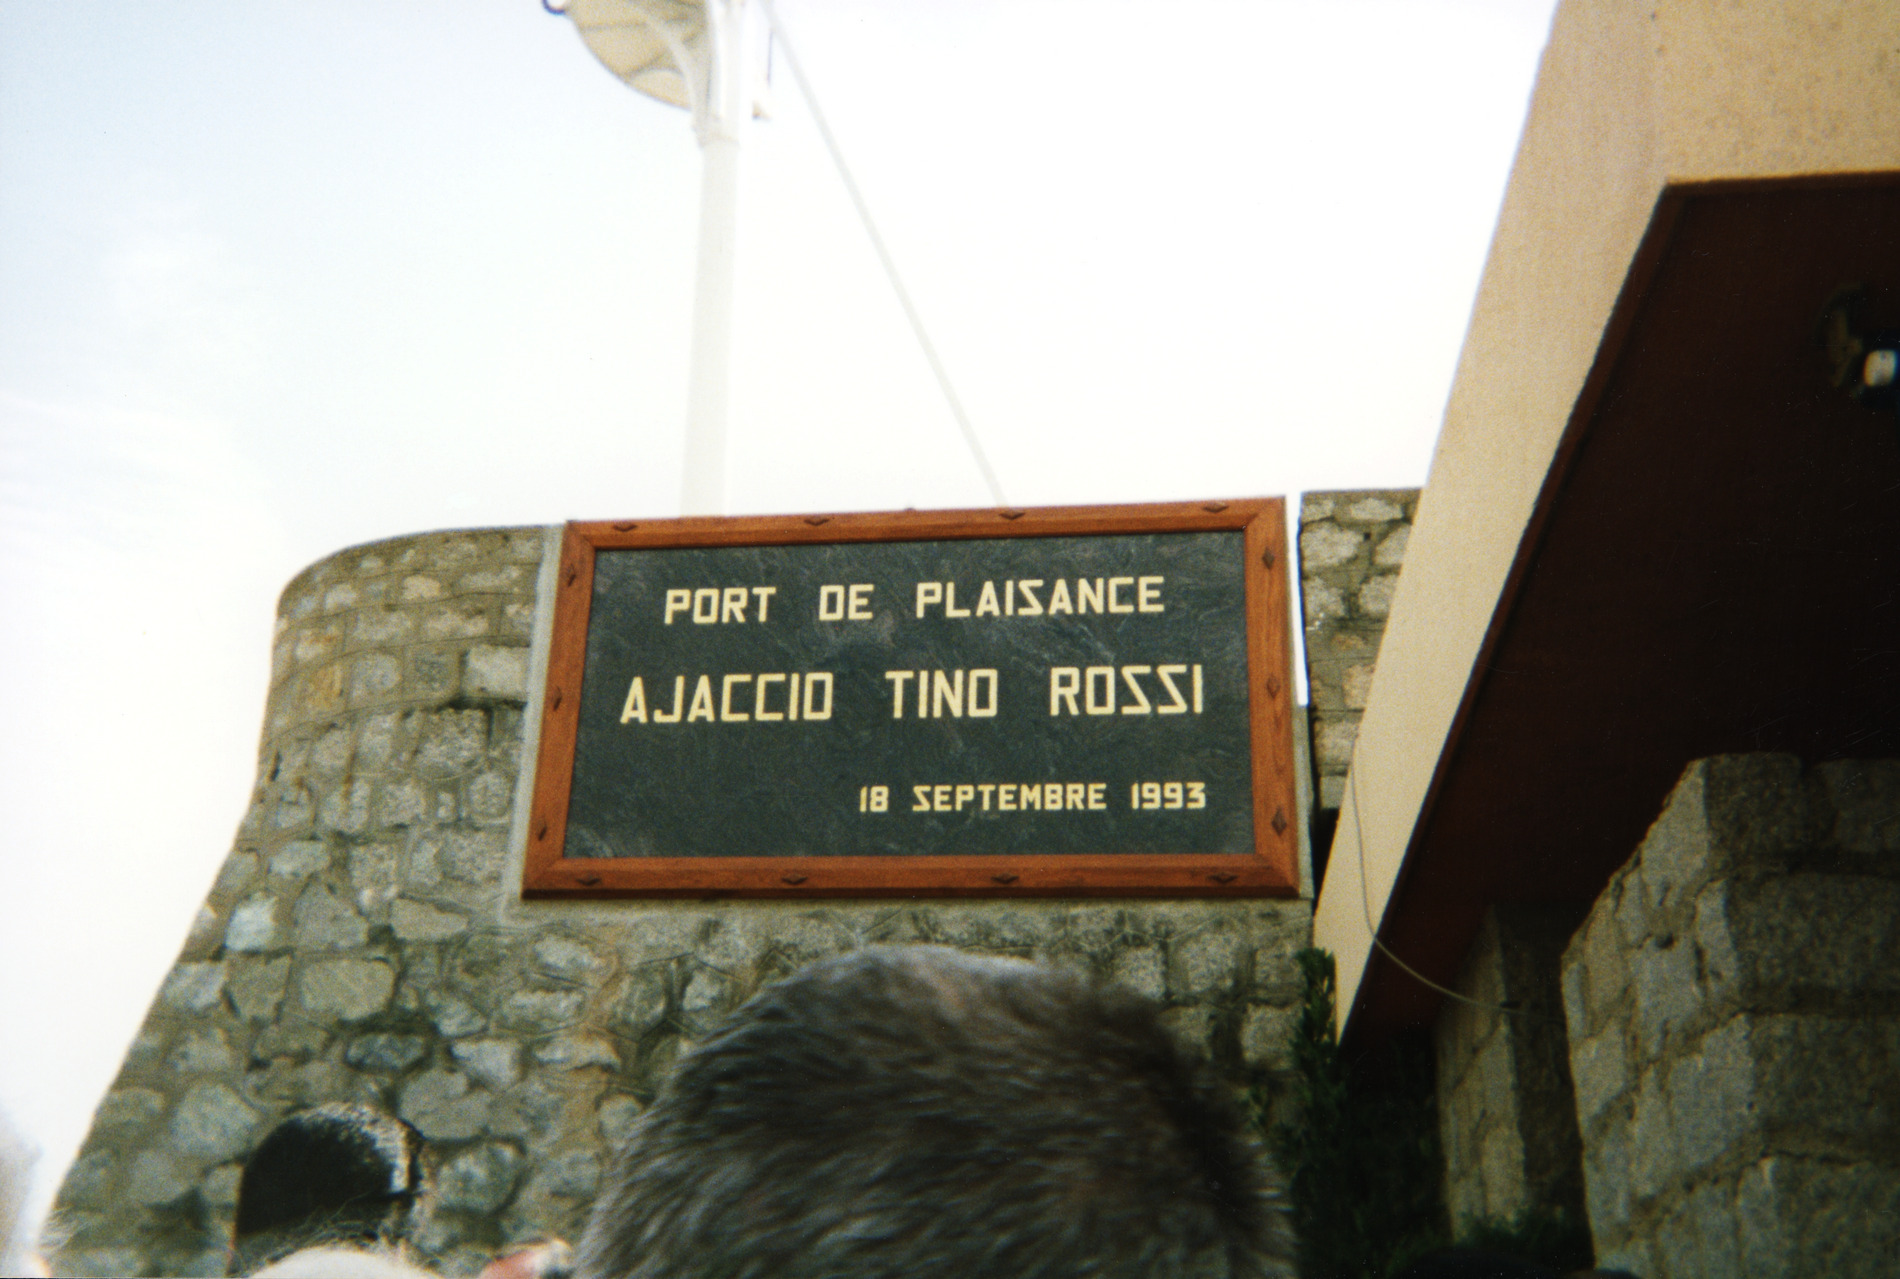 PORT DE PLAISANCE
AJACCIO TINO ROSSI
18 SEPTEMBRE 1993